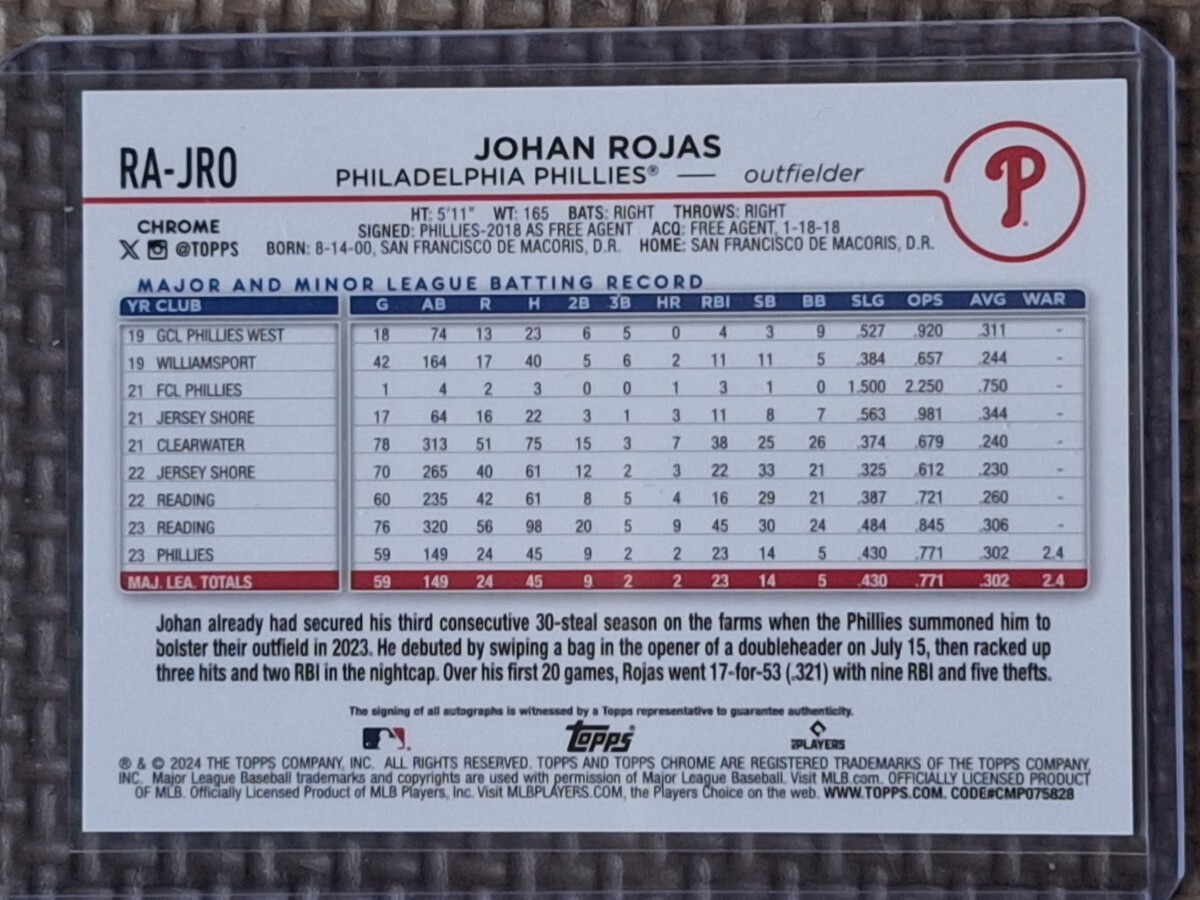 RA-JRO
JOHAN ROJAS
PHILADELPHIA PHILLIES® — outfielder
P
HT: 5'11" WT: 165 BATS: RIGHT THROWS: RIGHT
CHROME
SIGNED: PHILLIES-2018 AS FREE AGENT ACQ: FREE AGENT, 1-18-18
@TOPPS
BORN: 8-14-00, SAN FRANCISCO DE MACORIS, D.R. HOME: SAN FRANCISCO DE MACORIS, D.R.
MAJOR AND MINOR LEAGUE BATTING RECORD
YR CLUB G AB R H 2B 3B HR RBI SB BB SLG OPS AVG WAR
19 GCL PHILLIES WEST 18 74 13 23 6 5 0 4 3 9 .527 .920 .311 -
19 WILLIAMSPORT 42 164 17 40 5 6 2 11 11 5 .384 .657 .244 -
21 FCL PHILLIES 1 4 2 3 0 0 1 3 1 0 1.500 2.250 .750 -
21 JERSEY SHORE 17 64 16 22 3 1 3 11 8 7 .563 .981 .344 -
21 CLEARWATER 78 313 51 75 15 3 7 38 25 26 .374 .679 .240 -
22 JERSEY SHORE 70 265 40 61 12 2 3 22 33 21 .325 .612 .230 -
22 READING 60 235 42 61 8 5 4 16 29 21 .387 .721 .260 -
23 READING 76 320 56 98 20 5 9 45 30 24 .484 .845 .306 -
23 PHILLIES 59 149 24 45 9 2 2 23 14 5 .430 .771 .302 2.4
MAJ. LEA. TOTALS 59 149 24 45 9 2 2 23 14 5 .430 .771 .302 2.4
Johan already had secured his third consecutive 30-steal season on the farms when the Phillies summoned him to
bolster their outfield in 2023. He debuted by swiping a bag in the opener of a doubleheader on July 15, then racked up
three hits and two RBI in the nightcap. Over his first 20 games, Rojas went 17-for-53 (.321) with nine RBI and five thefts.
The signing of all autographs is witnessed by a Topps representative to guarantee authenticity.
Topps
PLAYERS
® & © 2024 THE TOPPS COMPANY, INC. ALL RIGHTS RESERVED. TOPPS AND TOPPS CHROME ARE REGISTERED TRADEMARKS OF THE TOPPS COMPANY,
INC. Major League Baseball trademarks and copyrights are used with permission of Major League Baseball. Visit MLB.com. OFFICIALLY LICENSED PRODUCT
OF MLB. Officially Licensed Product of MLB Players, Inc. Visit MLBPLAYERS.COM, the Players Choice on the web. WWW.TOPPS.COM. CODE#CMP075828